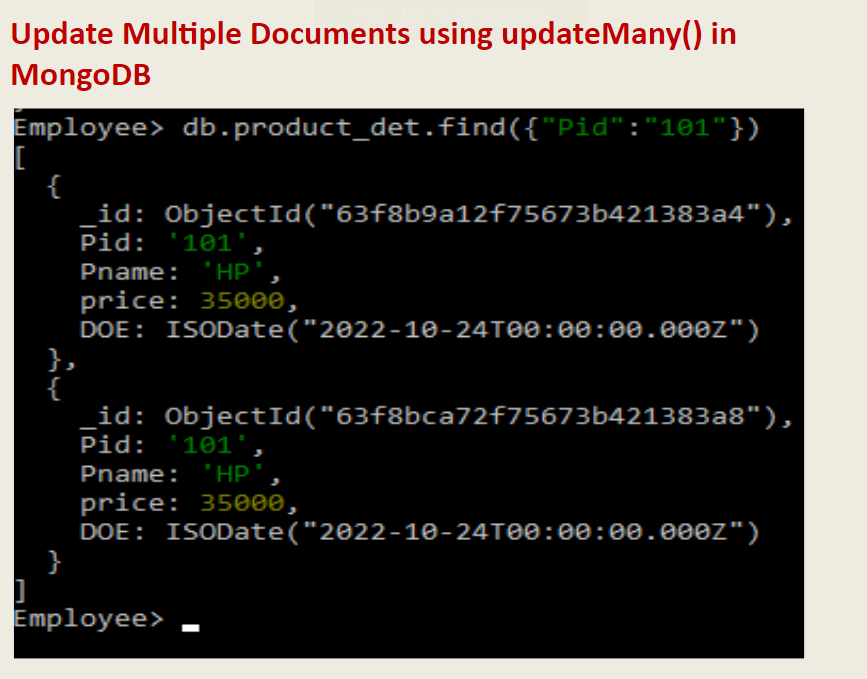 Update Multiple Documents using updateMany() in
MongoDB
Employee> db.product_det.find({"Pid":"101"})
[
  {
    _id: ObjectId("63f8b9a12f75673b421383a4"),
    Pid: '101',
    Pname: 'HP',
    price: 35000,
    DOE: ISODate("2022-10-24T00:00:00.000Z")
  },
  {
    _id: ObjectId("63f8bca72f75673b421383a8"),
    Pid: '101',
    Pname: 'HP',
    price: 35000,
    DOE: ISODate("2022-10-24T00:00:00.000Z")
  }
]
Employee>